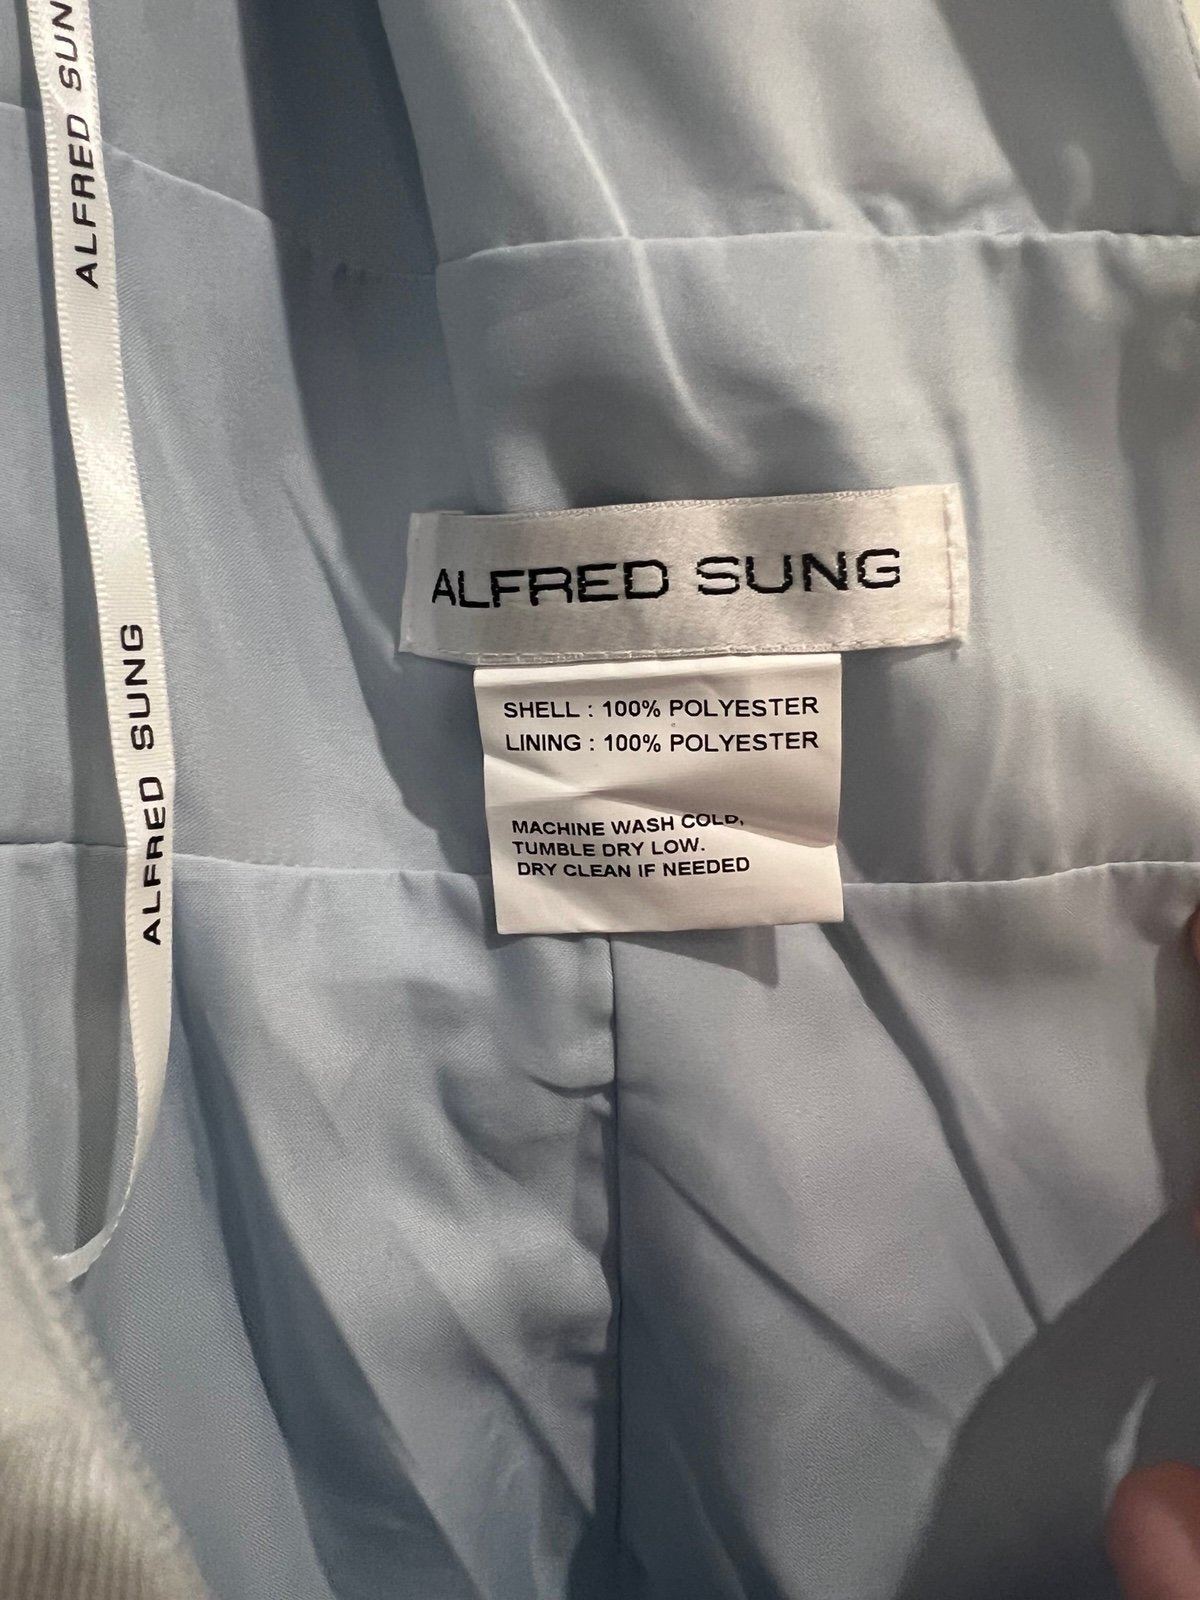 ALFRED SUN
ALFRED SUNG
ALFRED SUNG
SHELL : 100% POLYESTER
LINING : 100% POLYESTER
MACHINE WASH COLD,
TUMBLE DRY LOW.
DRY CLEAN IF NEEDED